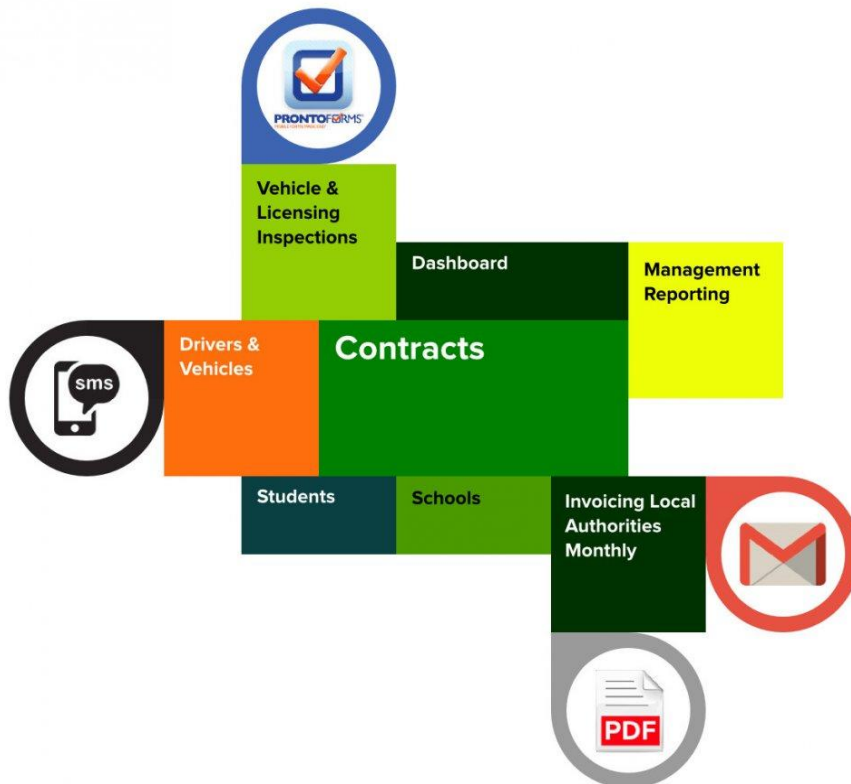 PRONTOFORMS
Vehicle &
Licensing
Inspections
Dashboard
Management
Reporting
Drivers &
Vehicles
Contracts
sms
Students
Schools
Invoicing Local
Authorities
Monthly
PDF